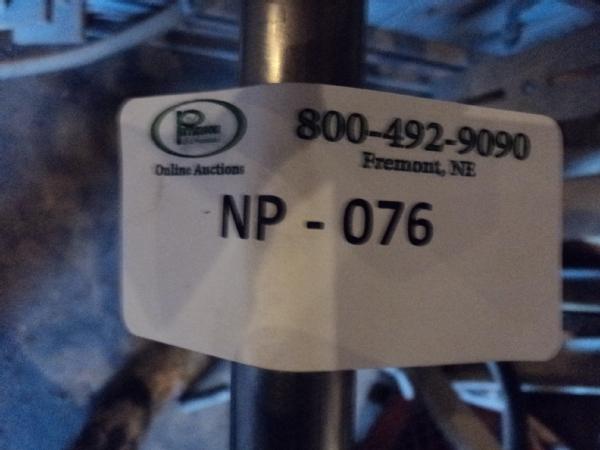 800-492-9090
Fremont, NE
Online Auctions
NP - 076